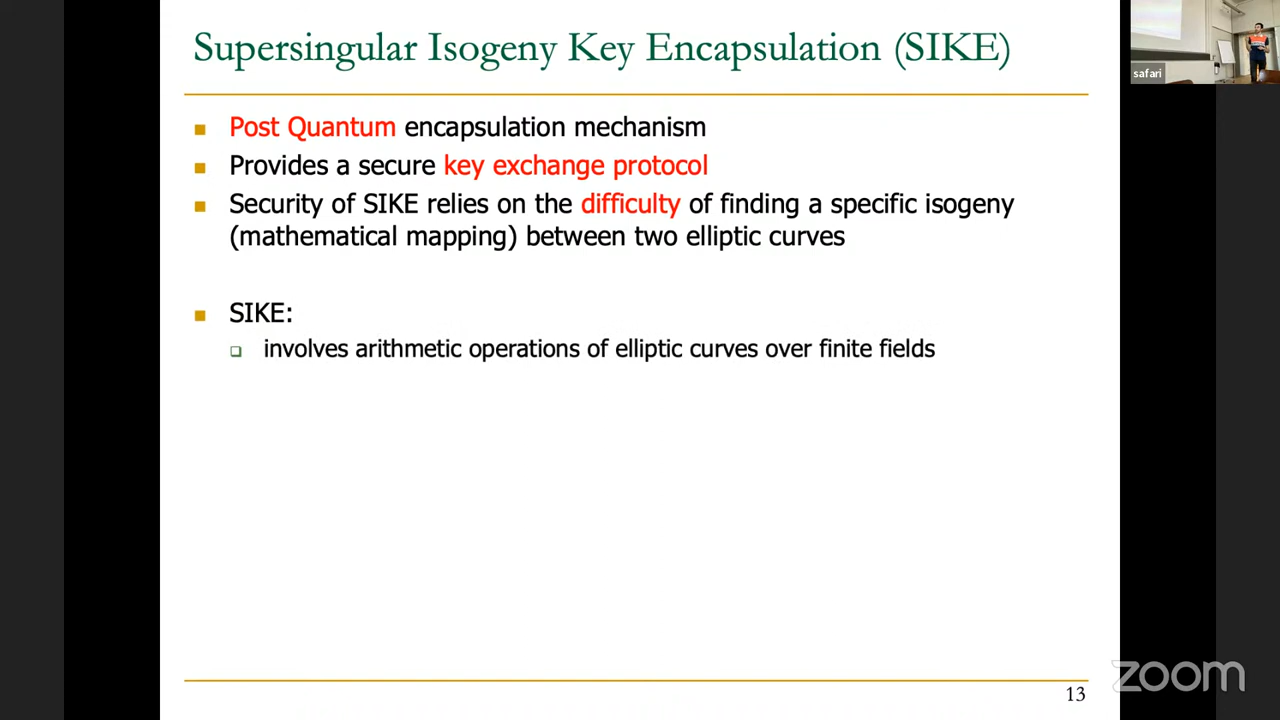 Supersingular Isogeny Key Encapsulation (SIKE)
Post Quantum encapsulation mechanism
Provides a secure key exchange protocol
Security of SIKE relies on the difficulty of finding a specific isogeny
(mathematical mapping) between two elliptic curves
SIKE:
involves arithmetic operations of elliptic curves over finite fields
13
safari
zoom